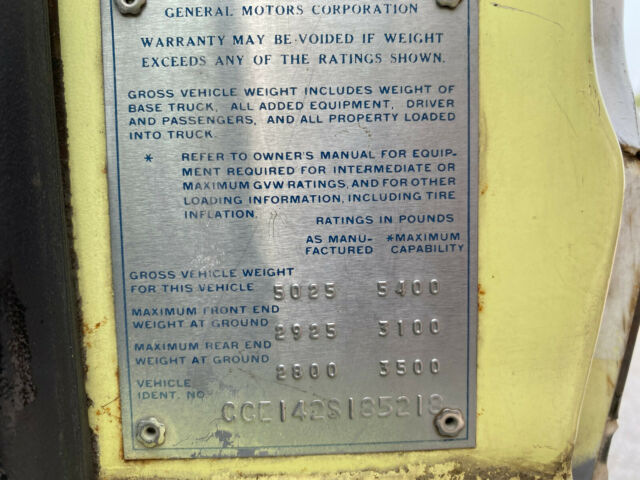 GENERAL MOTORS CORPORATION
WARRANTY MAY BE VOIDED IF WEIGHT
EXCEEDS ANY OF THE RATINGS SHOWN.
GROSS VEHICLE WEIGHT INCLUDES WEIGHT OF
BASE TRUCK, ALL ADDED EQUIPMENT, DRIVER
AND PASSENGERS, AND ALL PROPERTY LOADED
INTO TRUCK.
* REFER TO OWNER'S MANUAL FOR EQUIP-
MENT REQUIRED FOR INTERMEDIATE OR
MAXIMUM GVW RATINGS, AND FOR OTHER
LOADING INFORMATION, INCLUDING TIRE
INFLATION.
RATINGS IN POUNDS
AS MANU- *MAXIMUM
FACTURED CAPABILITY
GROSS VEHICLE WEIGHT
FOR THIS VEHICLE 5025 5400
MAXIMUM FRONT END
WEIGHT AT GROUND 2925 3100
MAXIMUM REAR END
WEIGHT AT GROUND 2800 3500
VEHICLE
IDENT. NO. CCE142S185218